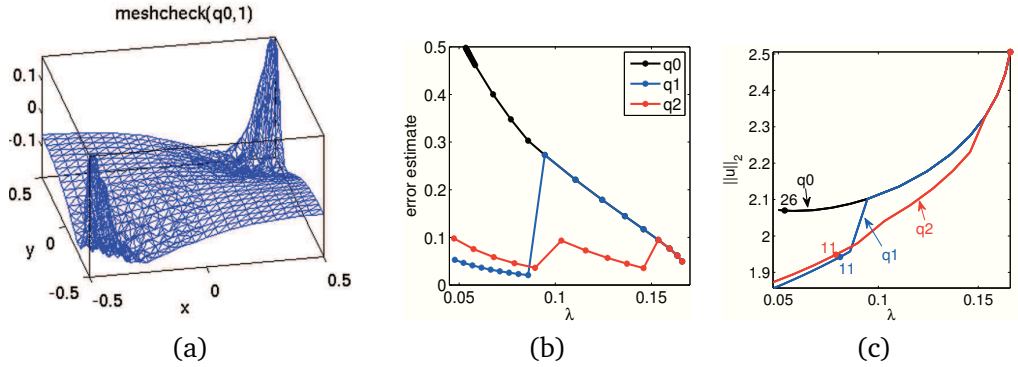 meshcheck(q0,1)
0.1
0
-0.1
0.5
0
-0.5
-0.5
0
0.5
y
x
(a)
0.5
0.4
0.3
0.2
0.1
0
0.05
0.1
0.15
error estimate
λ
q0
q1
q2
(b)
2.5
2.4
2.3
2.2
2.1
2
1.9
0.05
0.1
0.15
||u||2
λ
26
q0
11
11
q1
q2
(c)